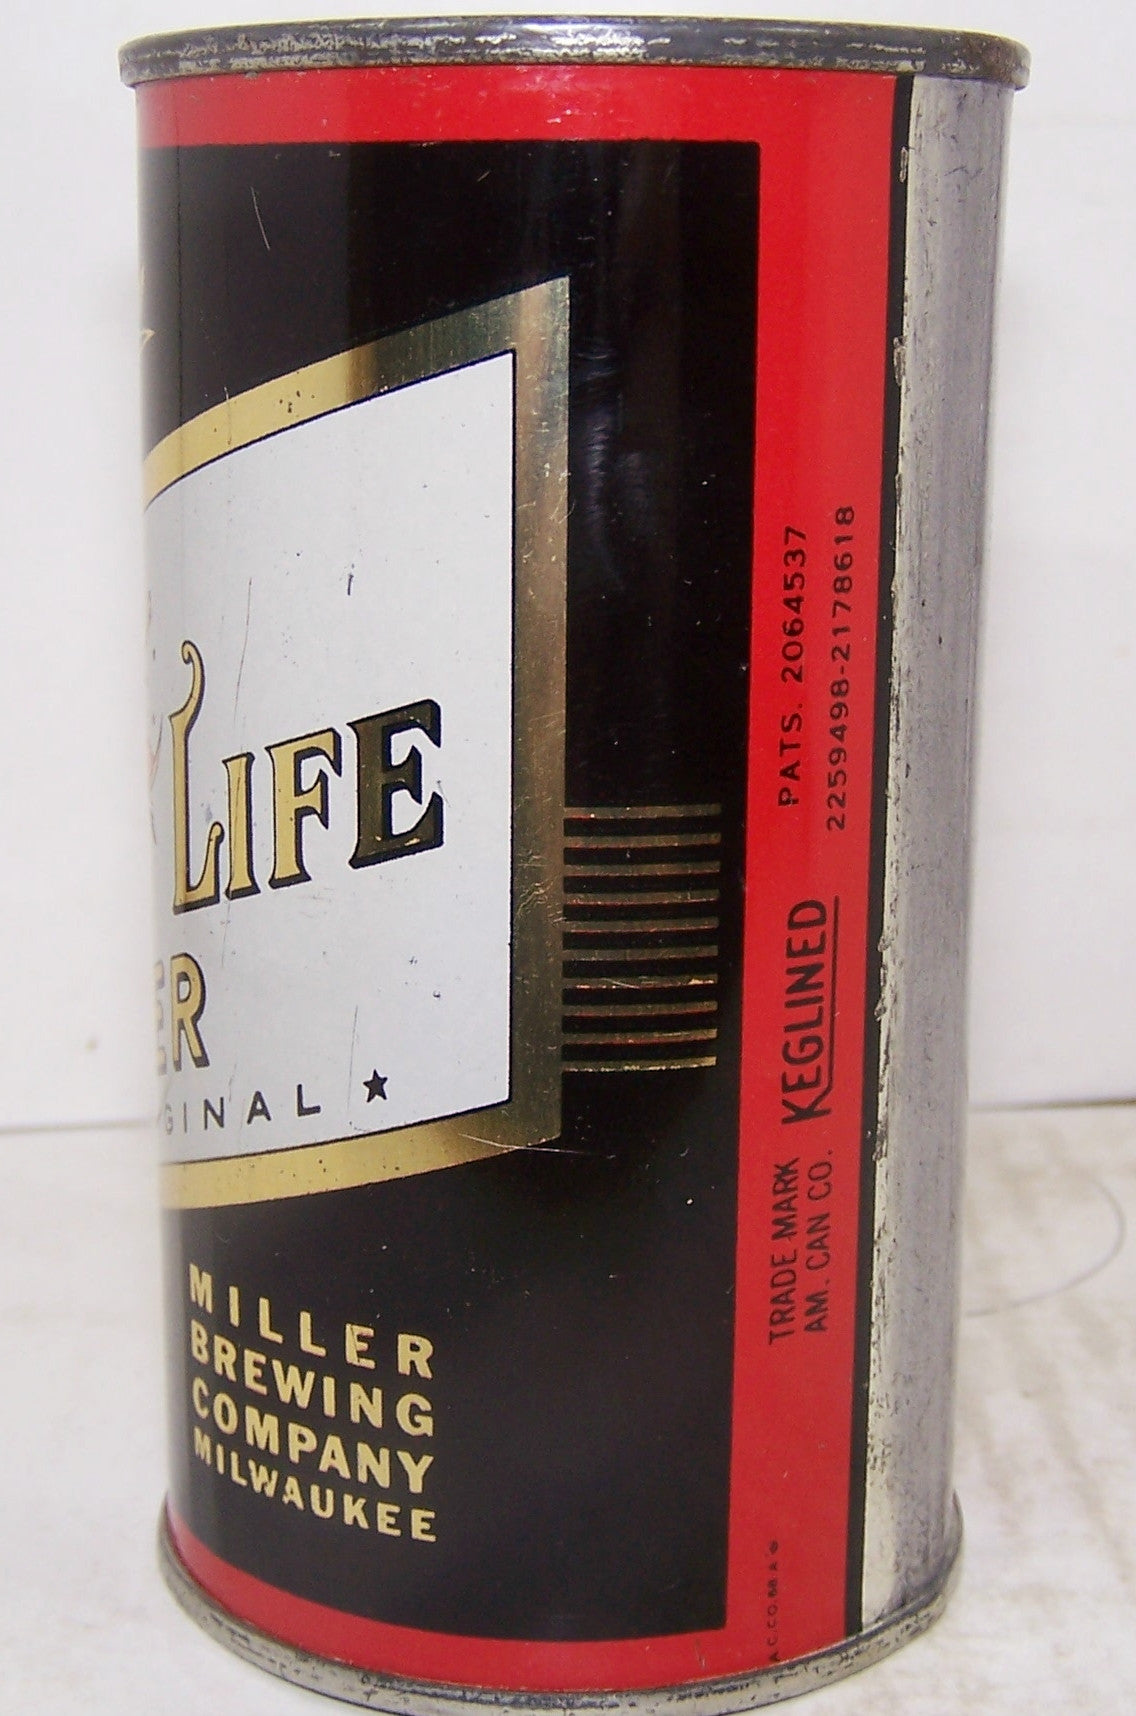 LIFE
ER
GINAL ★
MILLER
BREWING
COMPANY
MILWAUKEE
TRADE MARK
AM. CAN CO.
KEGLINED
PATS. 2064537
2259498-2178618